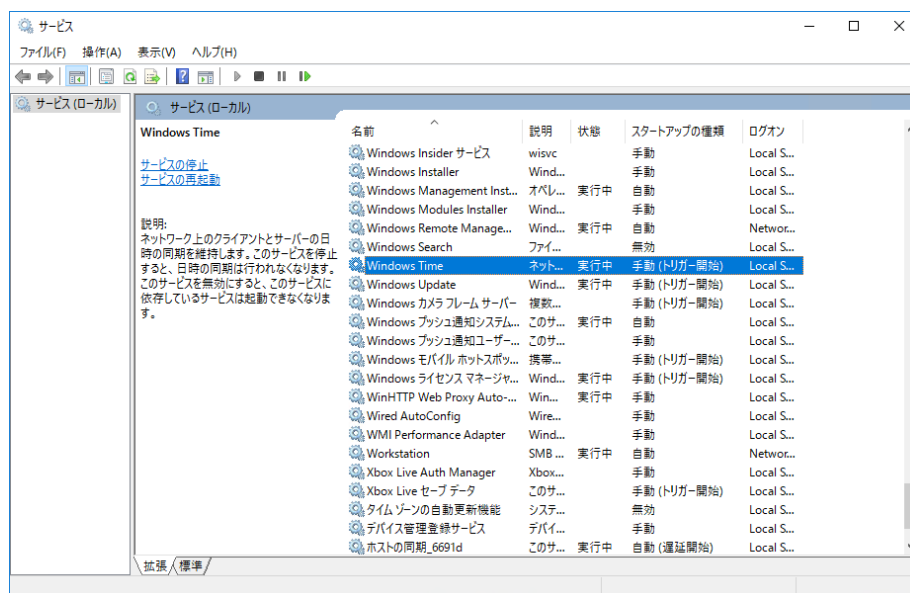 サービス
ファイル(F) 操作(A) 表示(V) ヘルプ(H)
サービス (ローカル)
サービス (ローカル)
Windows Time
サービスの停止
サービスの再起動
説明:
ネットワーク上のクライアントとサーバーの日
時の同期を維持します。このサービスを停止
すると、日時の同期は行われなくなります。
このサービスを無効にすると、このサービスに
依存しているサービスは起動できなくなりま
す。
名前 説明 状態 スタートアップの種類 ログオン
Windows Insider サービス wisvc 手動 Local S...
Windows Installer Wind... 手動 Local S...
Windows Management Inst... オペレ... 実行中 自動 Local S...
Windows Modules Installer Wind... 手動 Local S...
Windows Remote Manage... Wind... 実行中 自動 Networ...
Windows Search ファイ... 無効 Local S...
Windows Time ネット... 実行中 手動 (トリガー開始) Local S...
Windows Update Wind... 実行中 手動 (トリガー開始) Local S...
Windows カメラ フレーム サーバー 複数... 手動 (トリガー開始) Local S...
Windows プッシュ通知システム... このサ... 実行中 自動 Local S...
Windows プッシュ通知ユーザー... このサ... 手動 Local S...
Windows モバイル ホットスポッ... 携帯... 手動 (トリガー開始) Local S...
Windows ライセンス マネージャ... Wind... 実行中 手動 (トリガー開始) Local S...
WinHTTP Web Proxy Auto-... Win... 実行中 手動 Local S...
Wired AutoConfig Wire... 手動 Local S...
WMI Performance Adapter Wind... 手動 Local S...
Workstation SMB ... 実行中 自動 Networ...
Xbox Live Auth Manager Xbox... 手動 Local S...
Xbox Live セーブ データ このサ... 手動 (トリガー開始) Local S...
タイム ゾーンの自動更新機能 システ... 無効 Local S...
デバイス管理登録サービス デバイ... 手動 Local S...
ホストの同期_6691d このサ... 実行中 自動 (遅延開始) Local S...
拡張 標準